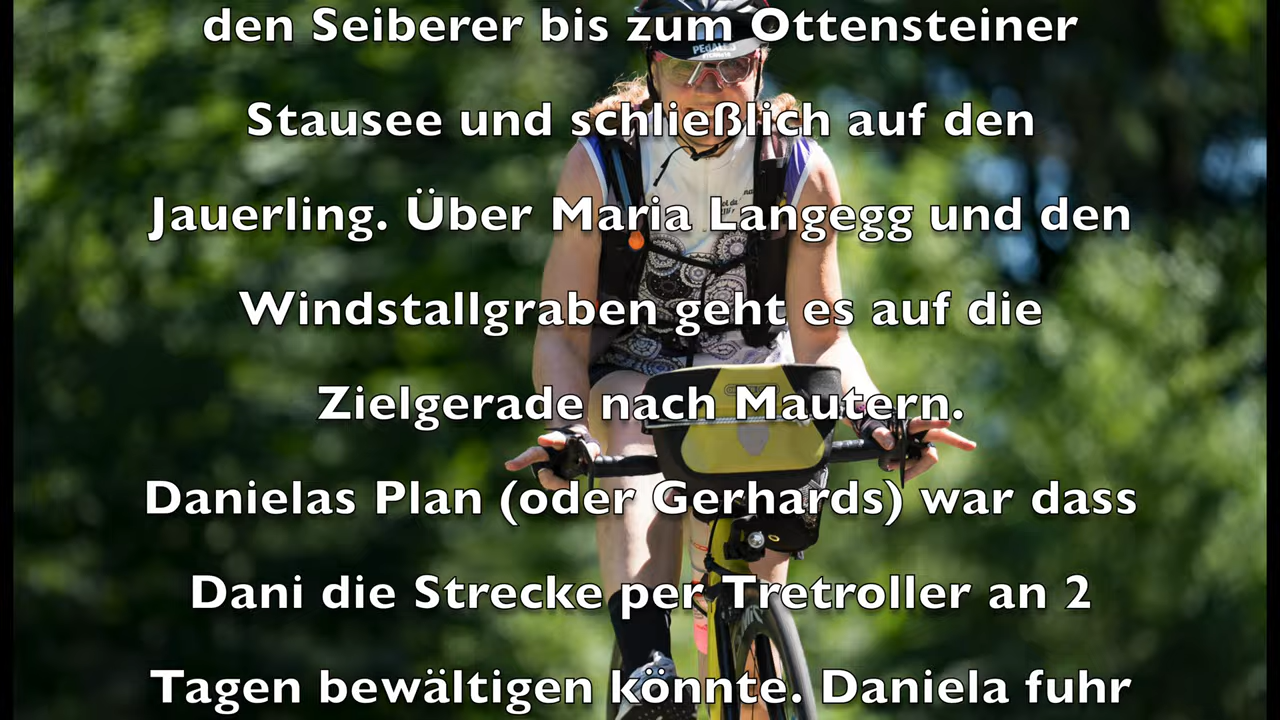 den Seiberer bis zum Ottensteiner
Stausee und schließlich auf den
Jauerling. Über Maria Langegg und den
Windstallgraben geht es auf die
Zielgerade nach Mautern.
Danielas Plan (oder Gerhards) war dass
Dani die Strecke per Tretroller an 2
Tagen bewältigen könnte. Daniela fuhr